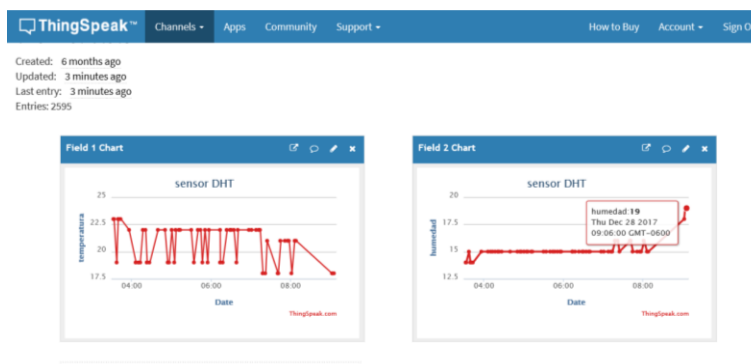 ThingSpeak™ Channels Apps Community Support How to Buy Account Sign O
Created: 6 months ago
Updated: 3 minutes ago
Last entry: 3 minutes ago
Entries: 2595
Field 1 Chart
sensor DHT
temperatura
25
22.5
20
17.5
04:00 06:00 08:00
Date
ThingSpeak.com
Field 2 Chart
sensor DHT
humedad
20
17.5
15
12.5
humedad:19
Thu Dec 28 2017
09:06:00 GMT-0600
04:00 06:00 08:00
Date
ThingSpeak.com